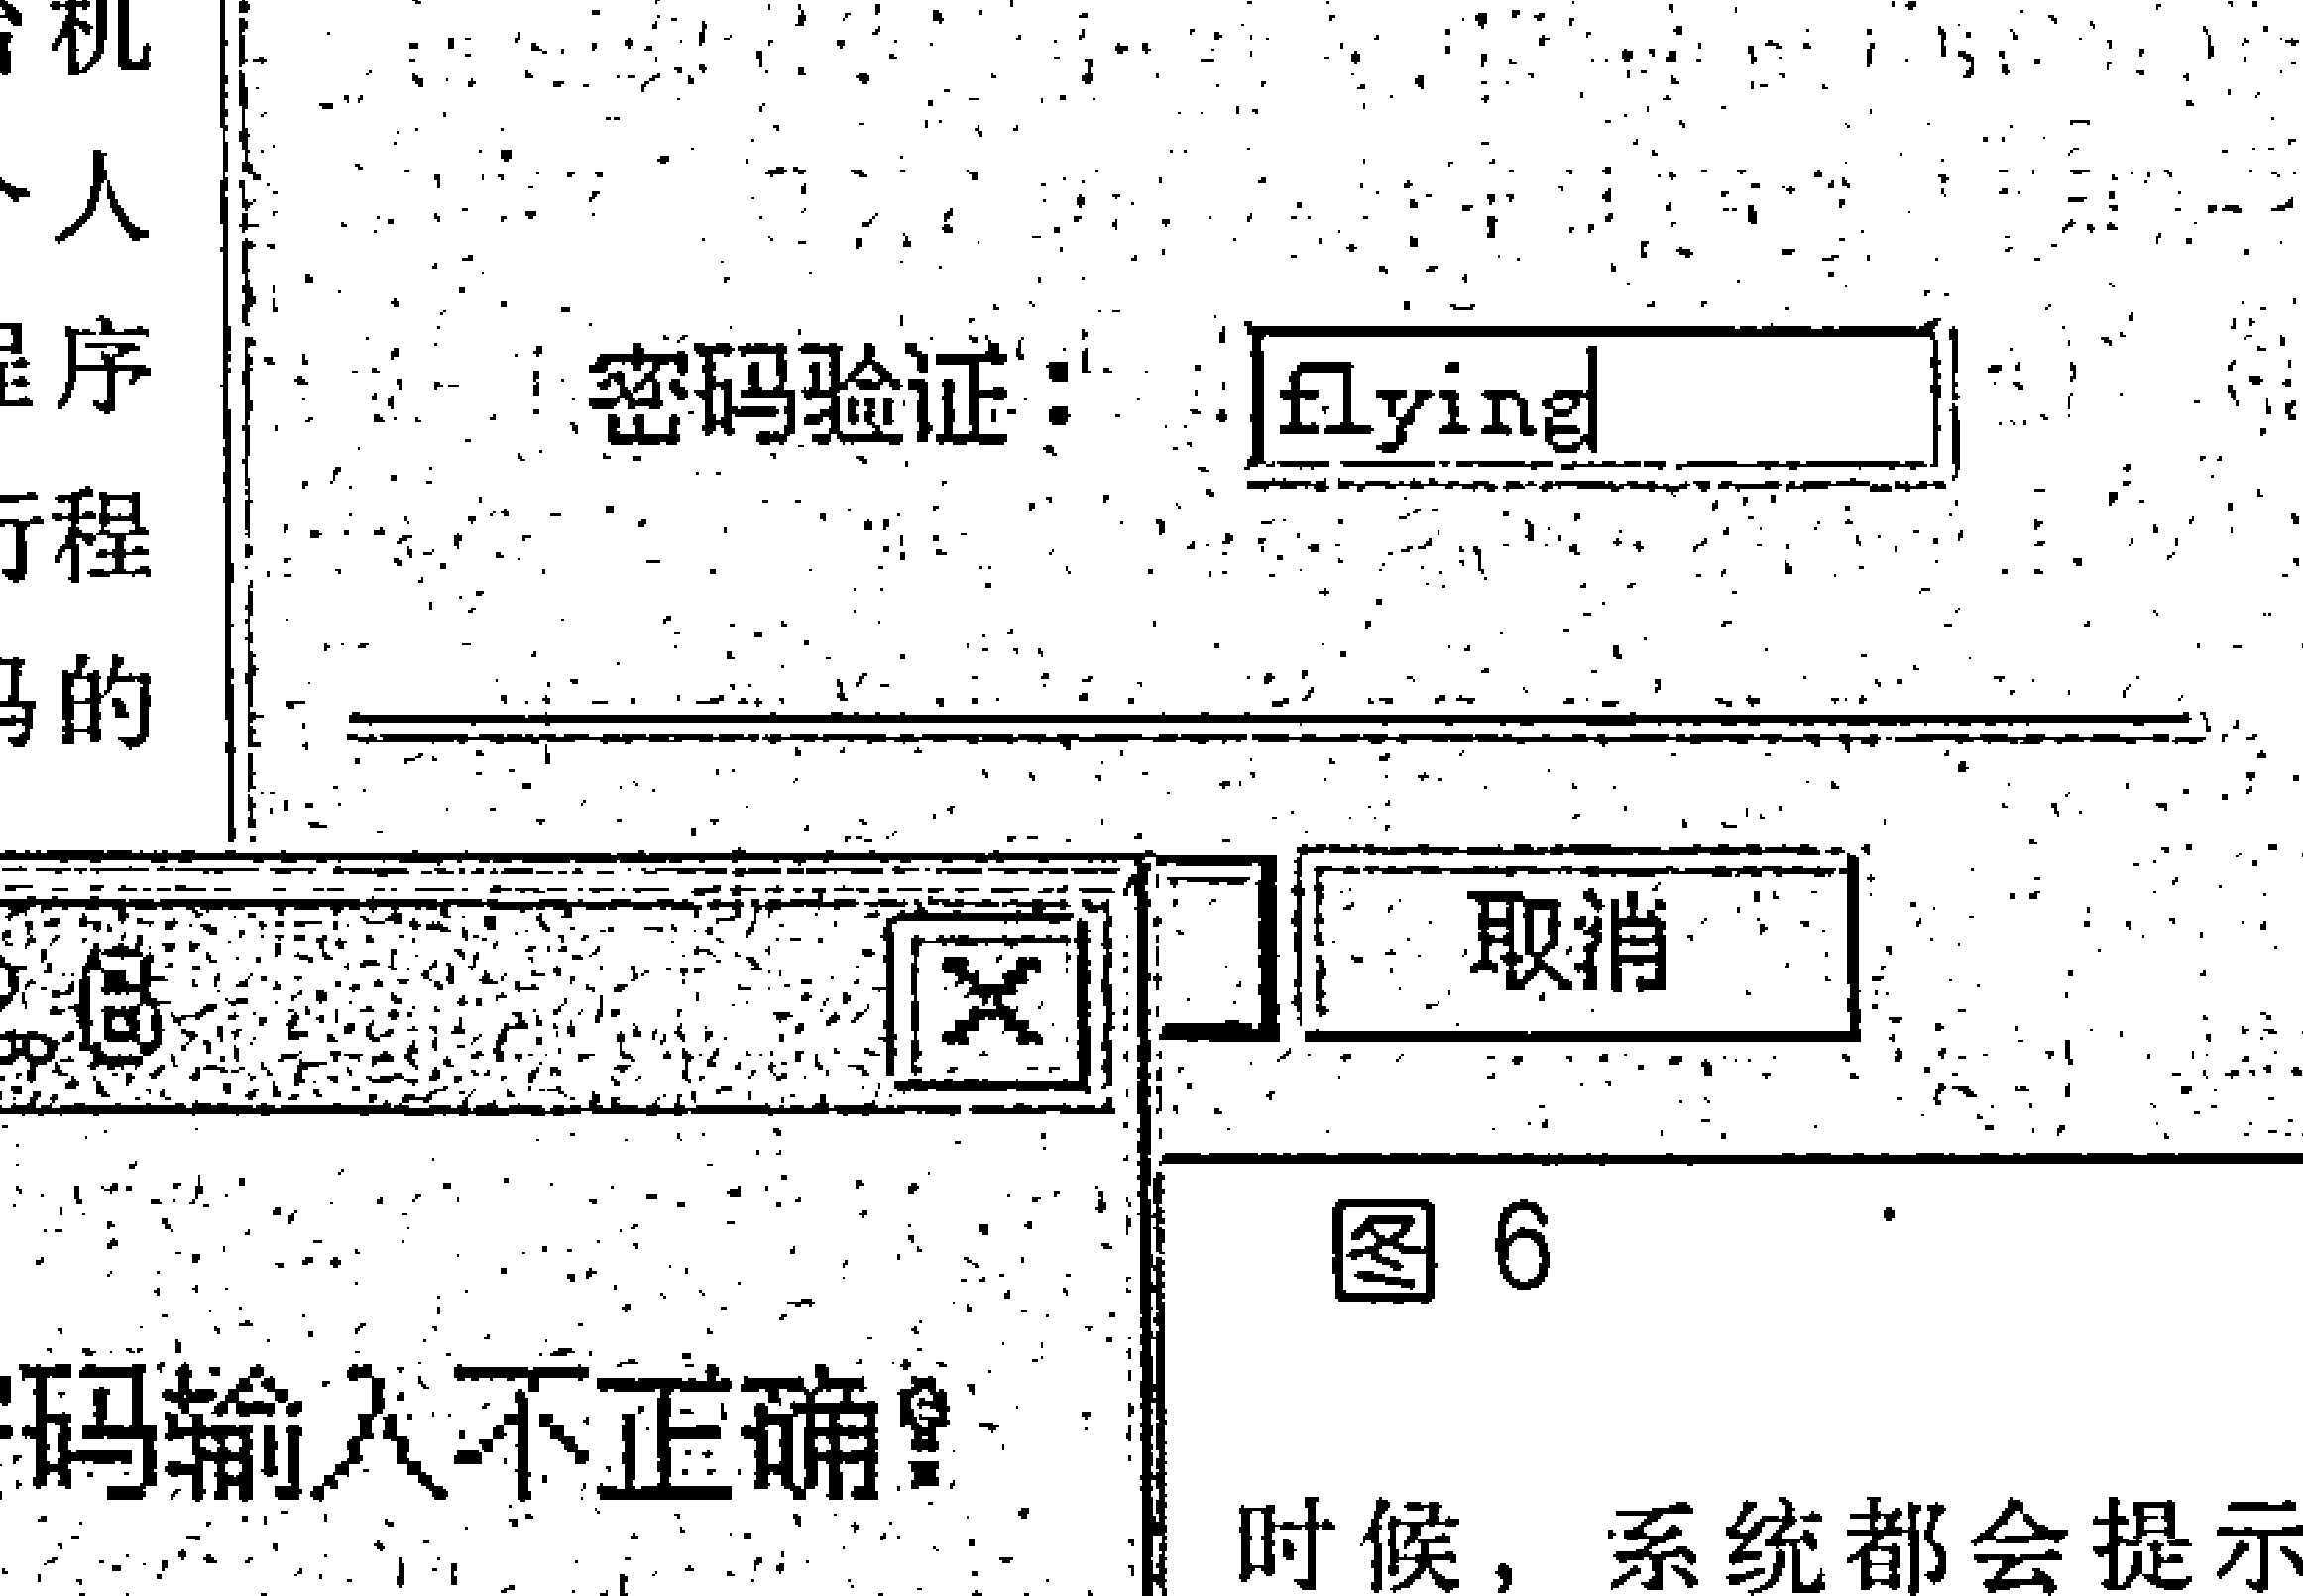 机
人
序
密码验证： flying
程
码的
取消
图 6
码输入不正确!
时候，系统都会提示